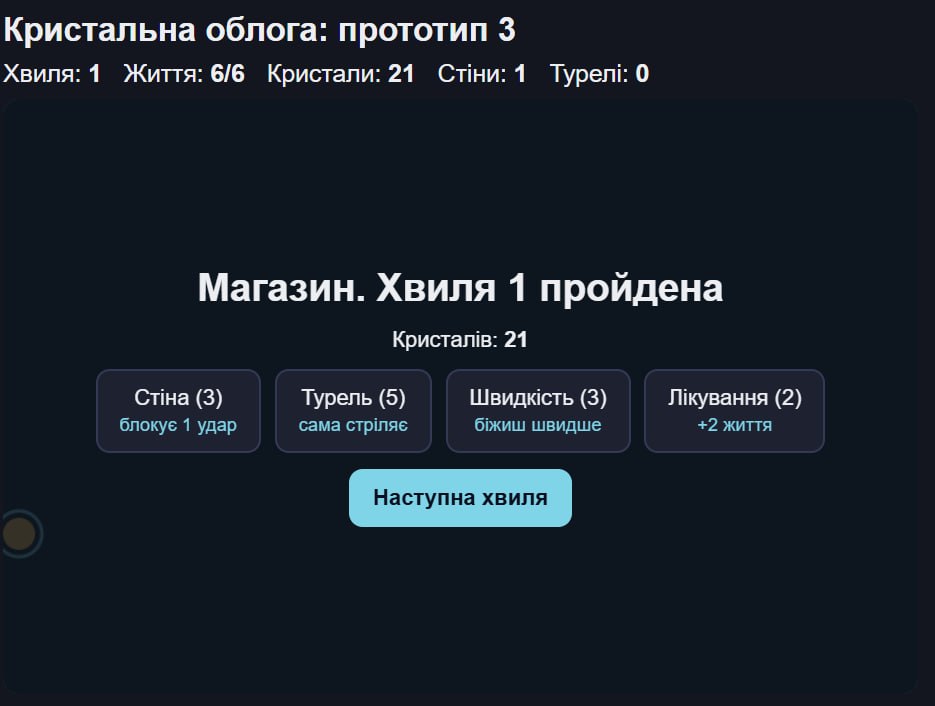 Кристальна облога: прототип 3
Хвиля: 1 Життя: 6/6 Кристали: 21 Стіни: 1 Турелі: 0
Магазин. Хвиля 1 пройдена
Кристалів: 21
Стіна (3) Турель (5) Швидкість (3) Лікування (2)
блокує 1 удар сама стріляє біжиш швидше +2 життя
Наступна хвиля